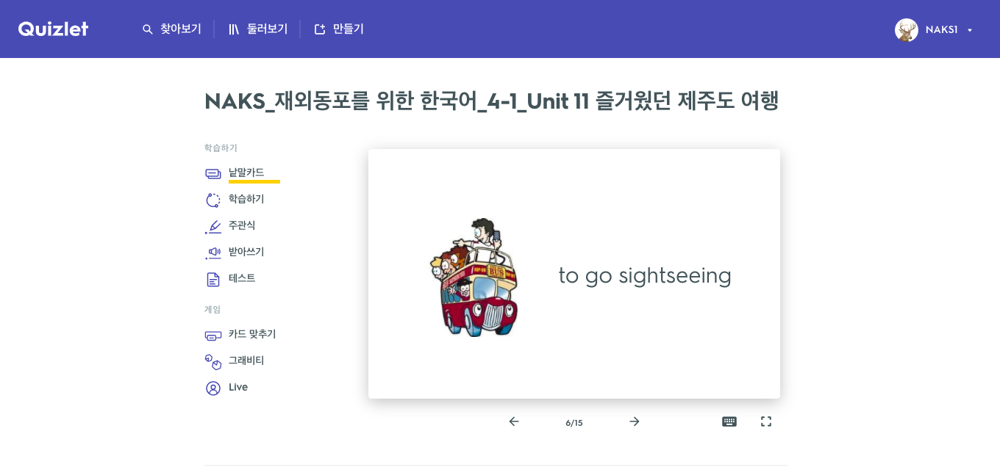 Quizlet
찾아보기
둘러보기
만들기
NAKS1
NAKS_재외동포를 위한 한국어_4-1_Unit 11 즐거웠던 제주도 여행
학습하기
낱말카드
학습하기
주관식
받아쓰기
테스트
게임
카드 맞추기
그래비티
Live
BUS
to go sightseeing
6/15